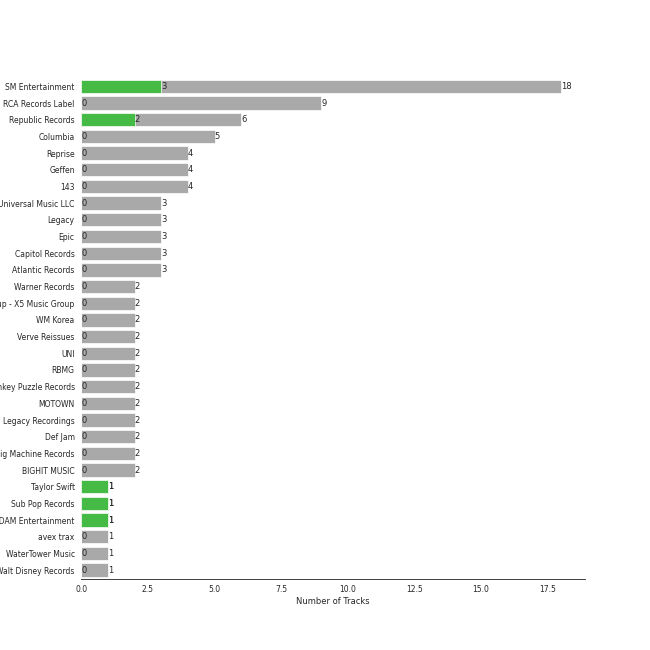 SM Entertainment 3 18
RCA Records Label 0 9
Republic Records 2 6
Columbia 0 5
Reprise 0 4
Geffen 0 4
143 0 4
Universal Music LLC 0 3
Legacy 0 3
Epic 0 3
Capitol Records 0 3
Atlantic Records 0 3
Warner Records 0 2
- X5 Music Group 0 2
WM Korea 0 2
Verve Reissues 0 2
UNI 0 2
RBMG 0 2
Puzzle Records 0 2
MOTOWN 0 2
Legacy Recordings 0 2
Def Jam 0 2
Machine Records 0 2
BIGHIT MUSIC 0 2
Taylor Swift 1
Sub Pop Records 1
Entertainment 1
avex trax 0 1
WaterTower Music 0 1
Walt Disney Records 0 1
0.0 2.5 5.0 7.5 10.0 12.5 15.0 17.5
Number of Tracks